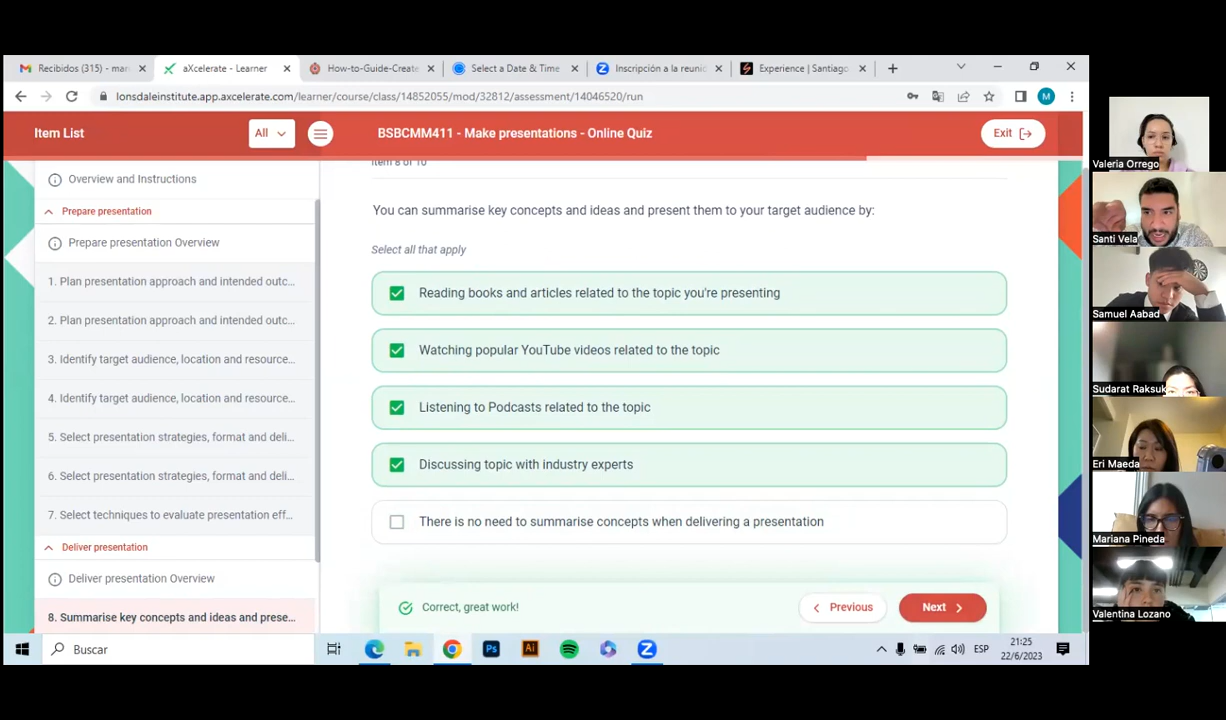 Recibidos (315) - mar
aXcelerate - Learner
How-to-Guide-Create
Select a Date & Time
Inscripción a la reuni
Experience | Santiago
lonsdaleinstitute.app.axcelerate.com/learner/course/class/14852055/mod/32812/assessment/14046520/run
M
Item List
All
BSBCMM411 - Make presentations - Online Quiz
Exit
Item 8 of 10
Overview and Instructions
Prepare presentation
Prepare presentation Overview
1. Plan presentation approach and intended outc...
2. Plan presentation approach and intended outc...
3. Identify target audience, location and resource...
4. Identify target audience, location and resource...
5. Select presentation strategies, format and deli...
6. Select presentation strategies, format and deli...
7. Select techniques to evaluate presentation eff...
Deliver presentation
Deliver presentation Overview
8. Summarise key concepts and ideas and prese...
You can summarise key concepts and ideas and present them to your target audience by:
Select all that apply
Reading books and articles related to the topic you're presenting
Watching popular YouTube videos related to the topic
Listening to Podcasts related to the topic
Discussing topic with industry experts
There is no need to summarise concepts when delivering a presentation
Correct, great work!
Previous
Next
Buscar
Ps
Ai
ESP
21:25
22/6/2023
Valeria Orrego
Santi Vela
Samuel Aabad
Sudarat Raksuk
Eri Maeda
Mariana Pineda
Valentina Lozano